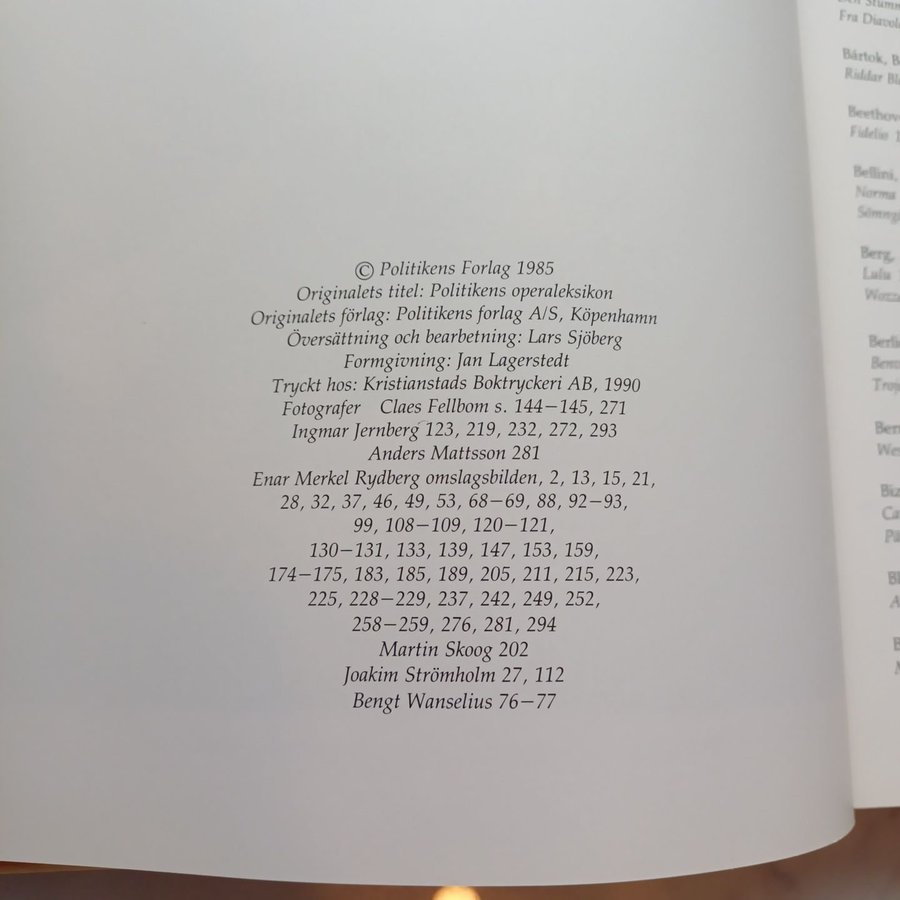 © Politikens Forlag 1985
Originalets titel: Politikens operaleksikon
Originalets förlag: Politikens forlag A/S, Köpenhamn
Översättning och bearbetning: Lars Sjöberg
Formgivning: Jan Lagerstedt
Tryckt hos: Kristianstads Boktryckeri AB, 1990
Fotografer Claes Fellbom s. 144–145, 271
Ingmar Jernberg 123, 219, 232, 272, 293
Anders Mattsson 281
Enar Merkel Rydberg omslagsbilden, 2, 13, 15, 21,
28, 32, 37, 46, 49, 53, 68–69, 88, 92–93,
99, 108–109, 120–121,
130–131, 133, 139, 147, 153, 159,
174–175, 183, 185, 189, 205, 211, 215, 223,
225, 228–229, 237, 242, 249, 252,
258–259, 276, 281, 294
Martin Skoog 202
Joakim Strömholm 27, 112
Bengt Wanselius 76–77
Fra
Bártok,
Riddar
Fidelio
Bellini,
Norma
Berg,
Lulu